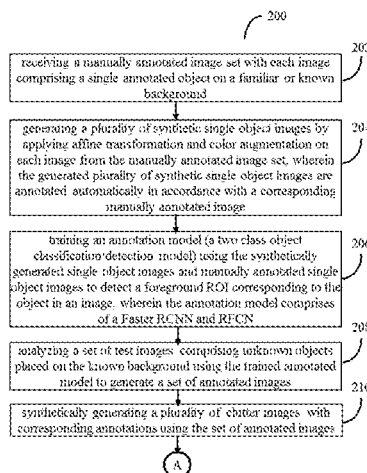 200
receiving a manually annotated image set with each image
comprising a single annotated object on a familiar or known
background
generating a plurality of synthetic single object images by
applying affine transformation and color augmentation on
each image from the manually annotated image set, wherein
the generated plurality of synthetic single object images are
annotated automatically in accordance with a corresponding
manually annotated image
training an annotation model (a two class object
classification/detection model) using the synthetically
generated single object images and manually annotated single
object images to detect a foreground ROI corresponding to the
object in an image, wherein the annotation model comprises
of a Faster RCNN and RFCN
analyzing a set of test images comprising unknown objects
placed on the known background using the trained annotated
model to generate a set of annotated images
synthetically generating a plurality of clutter images with
corresponding annotations using the set of annotated images
A